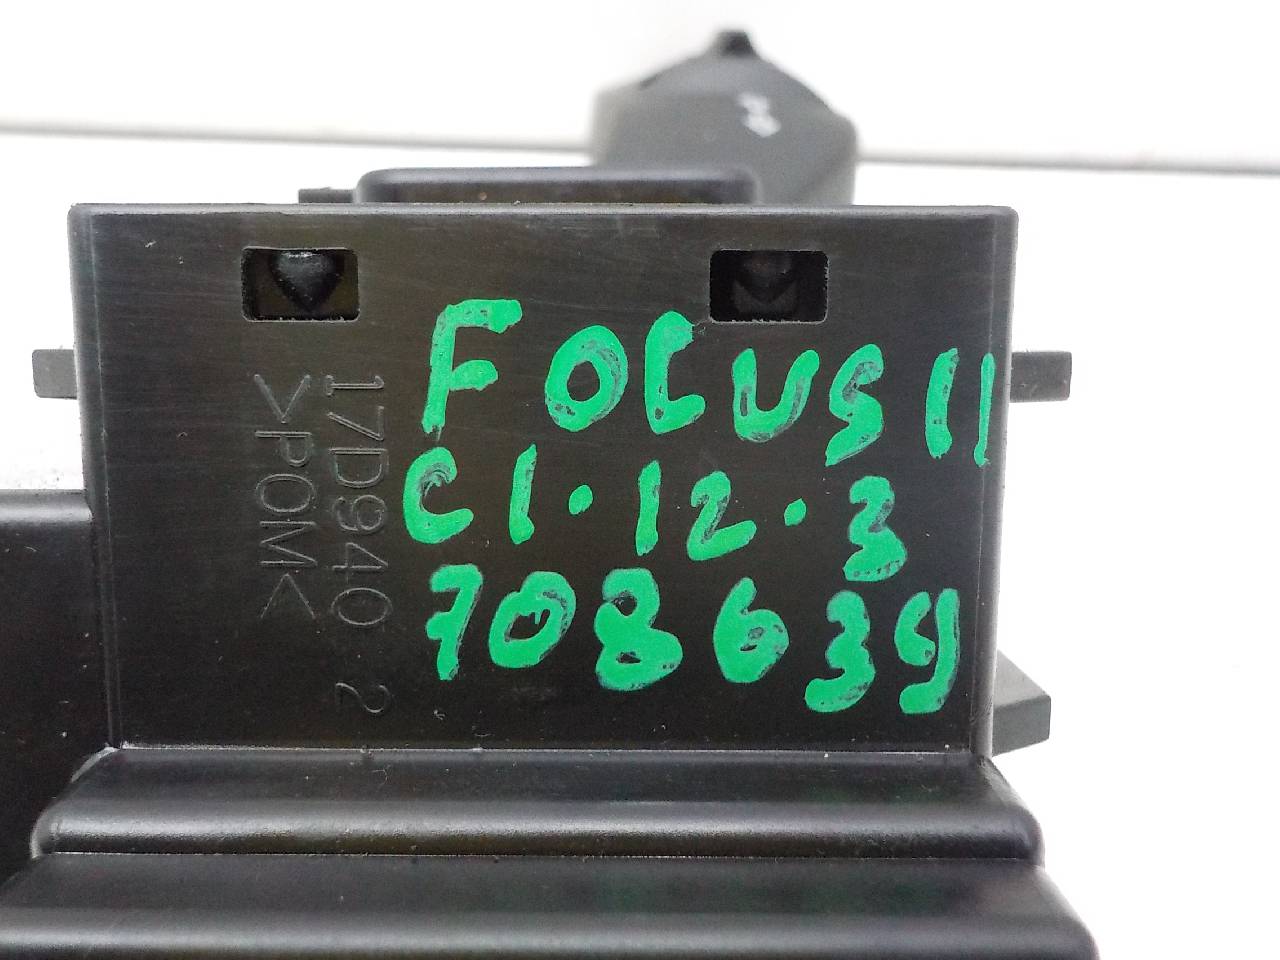 FOCUS II
C1.12.3
708639
17D940 2
>POM<